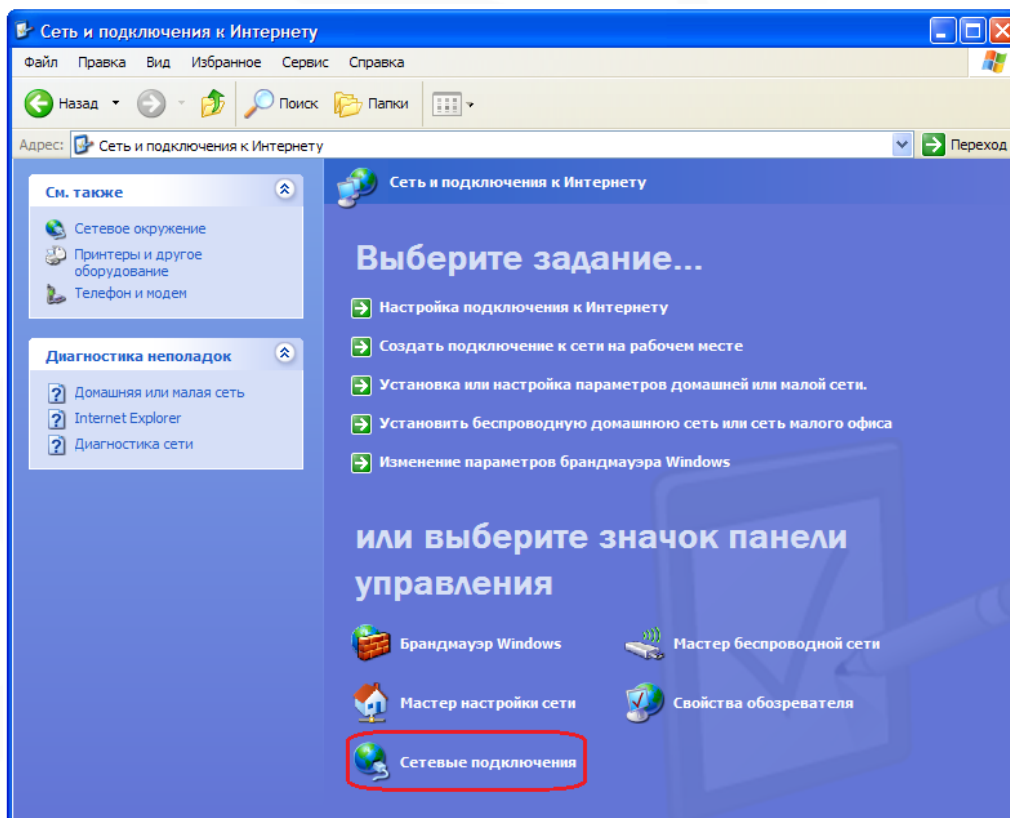 Сеть и подключения к Интернету
Файл Правка Вид Избранное Сервис Справка
Назад Поиск Папки
Адрес: Сеть и подключения к Интернету Переход
См. также
Сетевое окружение
Принтеры и другое
оборудование
Телефон и модем
Диагностика неполадок
Домашняя или малая сеть
Internet Explorer
Диагностика сети
Сеть и подключения к Интернету
Выберите задание...
Настройка подключения к Интернету
Создать подключение к сети на рабочем месте
Установка или настройка параметров домашней или малой сети.
Установить беспроводную домашнюю сеть или сеть малого офиса
Изменение параметров брандмауэра Windows
или выберите значок панели
управления
Брандмауэр Windows Мастер беспроводной сети
Мастер настройки сети Свойства обозревателя
Сетевые подключения